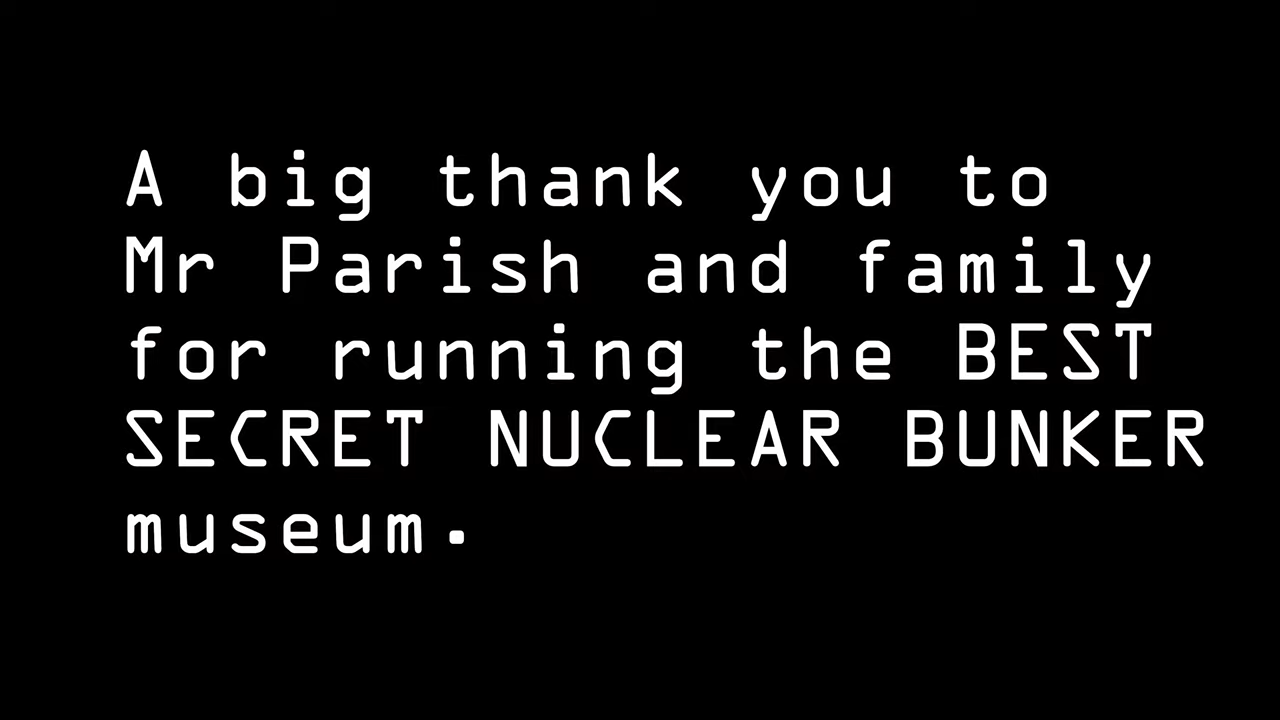 A big thank you to
Mr Parish and family
for running the BEST
SECRET NUCLEAR BUNKER
museum.